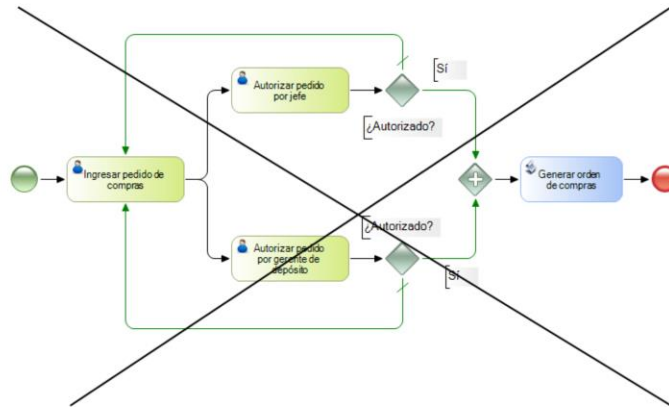 Autorizar pedido
por jefe
Sí
¿Autorizado?
Ingresar pedido de
compras
Generar orden
de compras
¿Autorizado?
Autorizar pedido
por gerente de
depósito
Sí